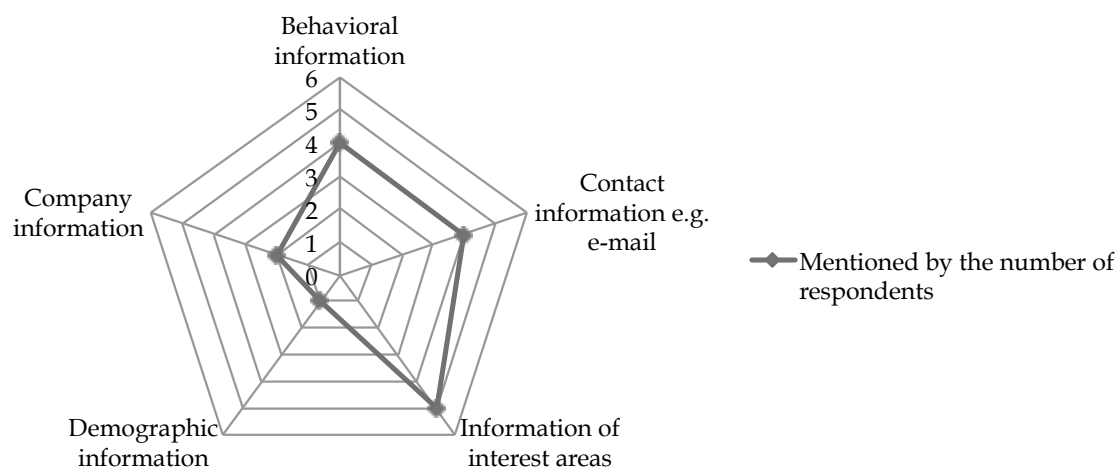 Behavioral
information
6
5
4
3
2
1
0
Contact
information e.g.
e-mail
Information of
interest areas
Demographic
information
Company
information
Mentioned by the number of
respondents